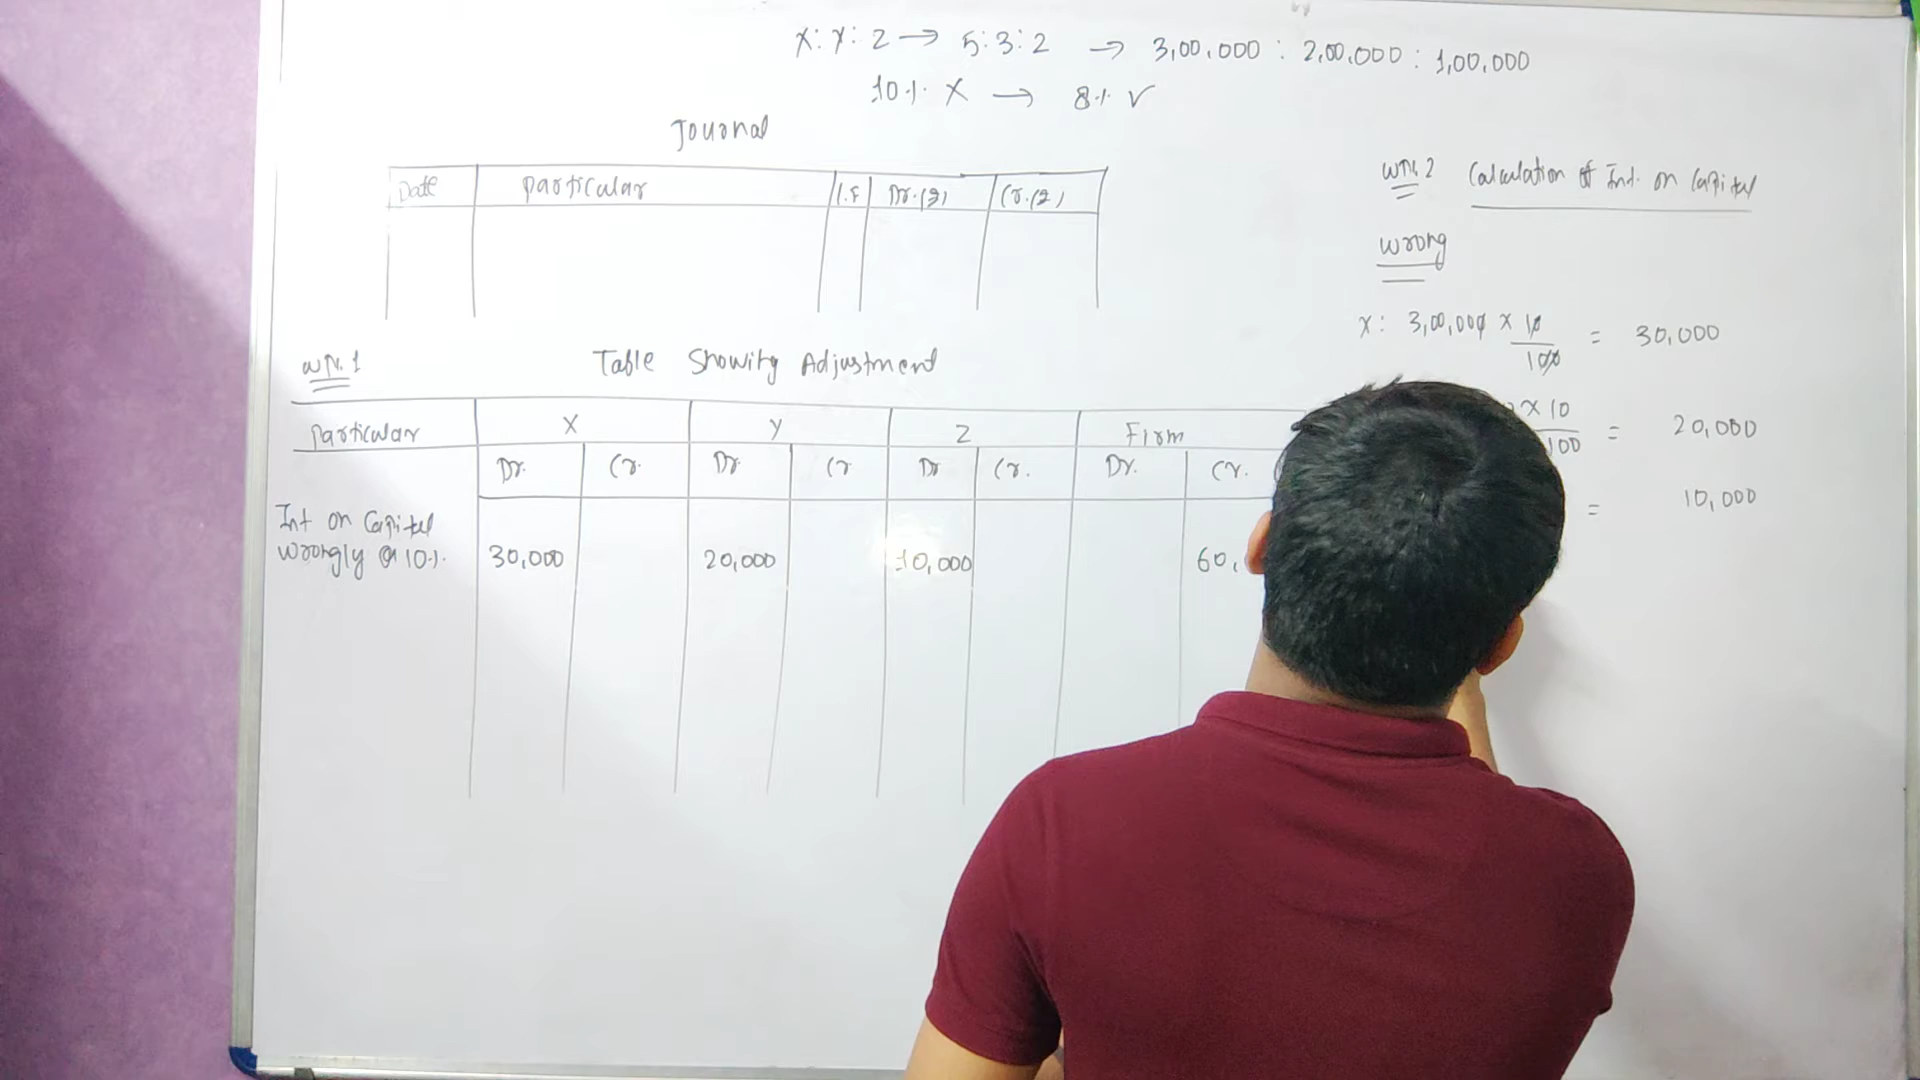 X : Y : Z → 5 : 3 : 2 → 3,00,000 : 2,00,000 : 1,00,000
10% X → 8% ✓
Journal
Date Particular L.F Dr.(₹) Cr.(₹)
WN.1 Table Showing Adjustment
Particular X Y Z Firm
Dr. Cr. Dr. Cr Dr Cr. Dr. Cr.
Int on Capital
Wrongly @ 10%. 30,000 20,000 10,000 60,
WN.2 Calculation of Int. on Capital
Wrong
X : 3,00,000 × 10/100 = 30,000
× 10/100 = 20,000
= 10,000